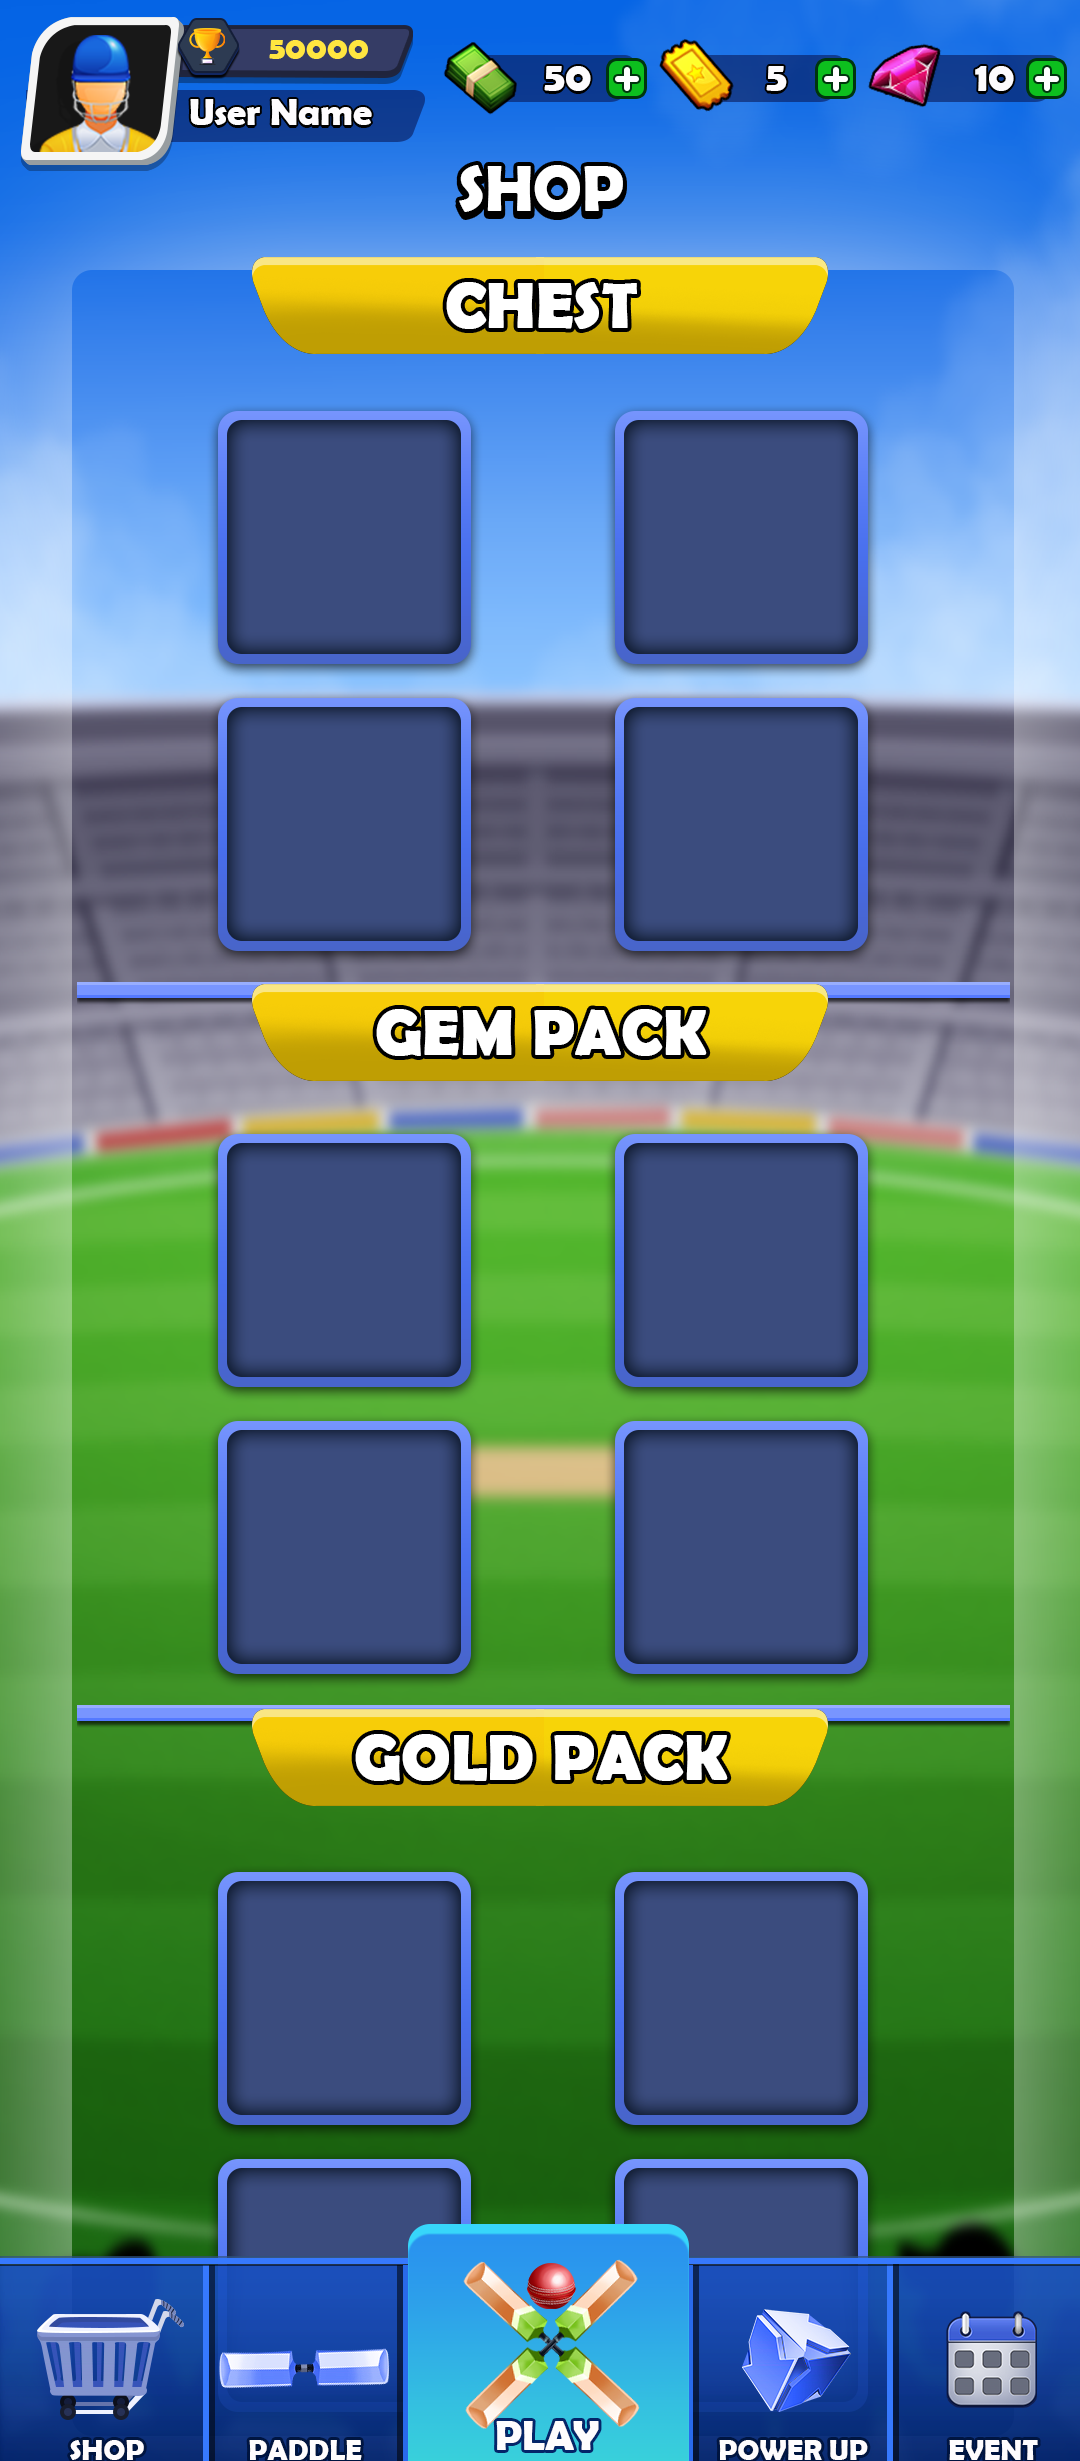 50000
User Name
50
5
10
SHOP
CHEST
GEM PACK
GOLD PACK
SHOP
PADDLE
PLAY
POWER UP
EVENT